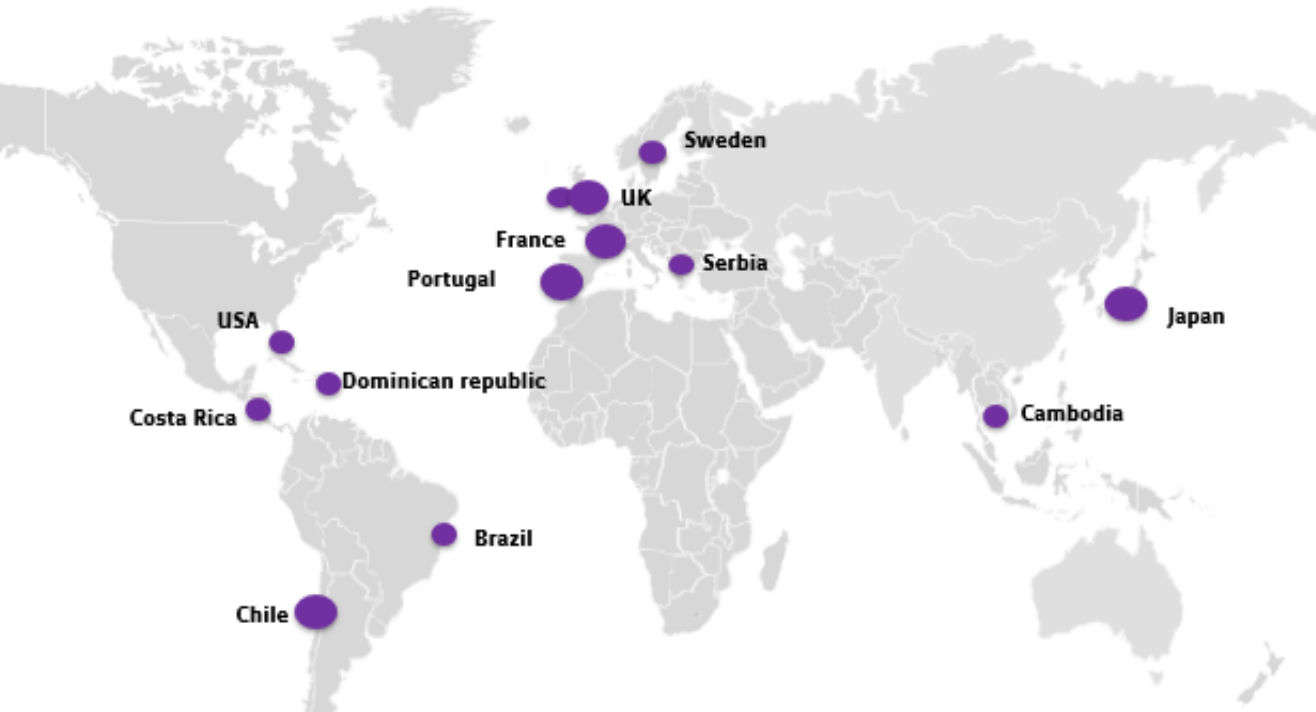 Sweden
UK
France
Serbia
Portugal
USA
Japan
Dominican republic
Costa Rica
Cambodia
Brazil
Chile